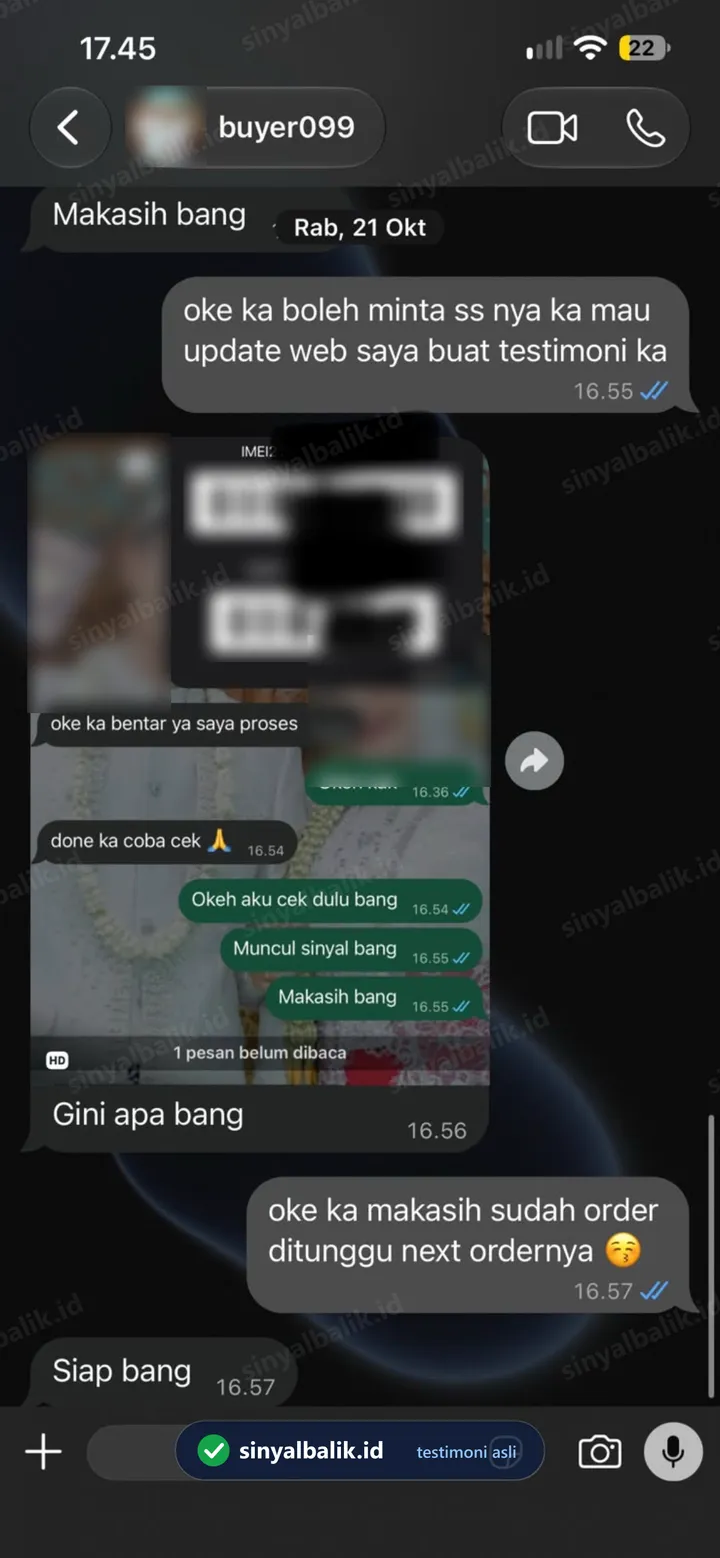 17.45
22
buyer099
Makasih bang
Rab, 21 Okt
oke ka boleh minta ss nya ka mau
update web saya buat testimoni ka
16.55
IMEI2
oke ka bentar ya saya proses
16.36
done ka coba cek 🙏 16.54
Okeh aku cek dulu bang 16.54
Muncul sinyal bang 16.55
Makasih bang 16.55
HD
1 pesan belum dibaca
Gini apa bang
16.56
oke ka makasih sudah order
ditunggu next ordernya 😚
16.57
Siap bang 16.57
sinyalbalik.id testimoni asli